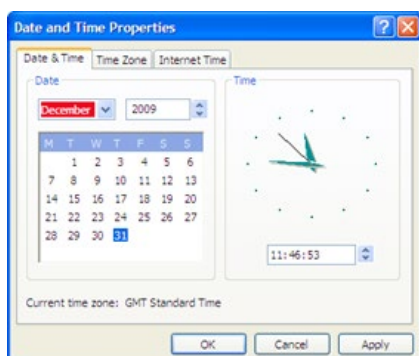 Date and Time Properties
Date & Time Time Zone Internet Time
Date
Time
December 2009
M T W T F S S
1 2 3 4 5 6
7 8 9 10 11 12 13
14 15 16 17 18 19 20
21 22 23 24 25 26 27
28 29 30 31
11:46:53
Current time zone: GMT Standard Time
OK Cancel Apply